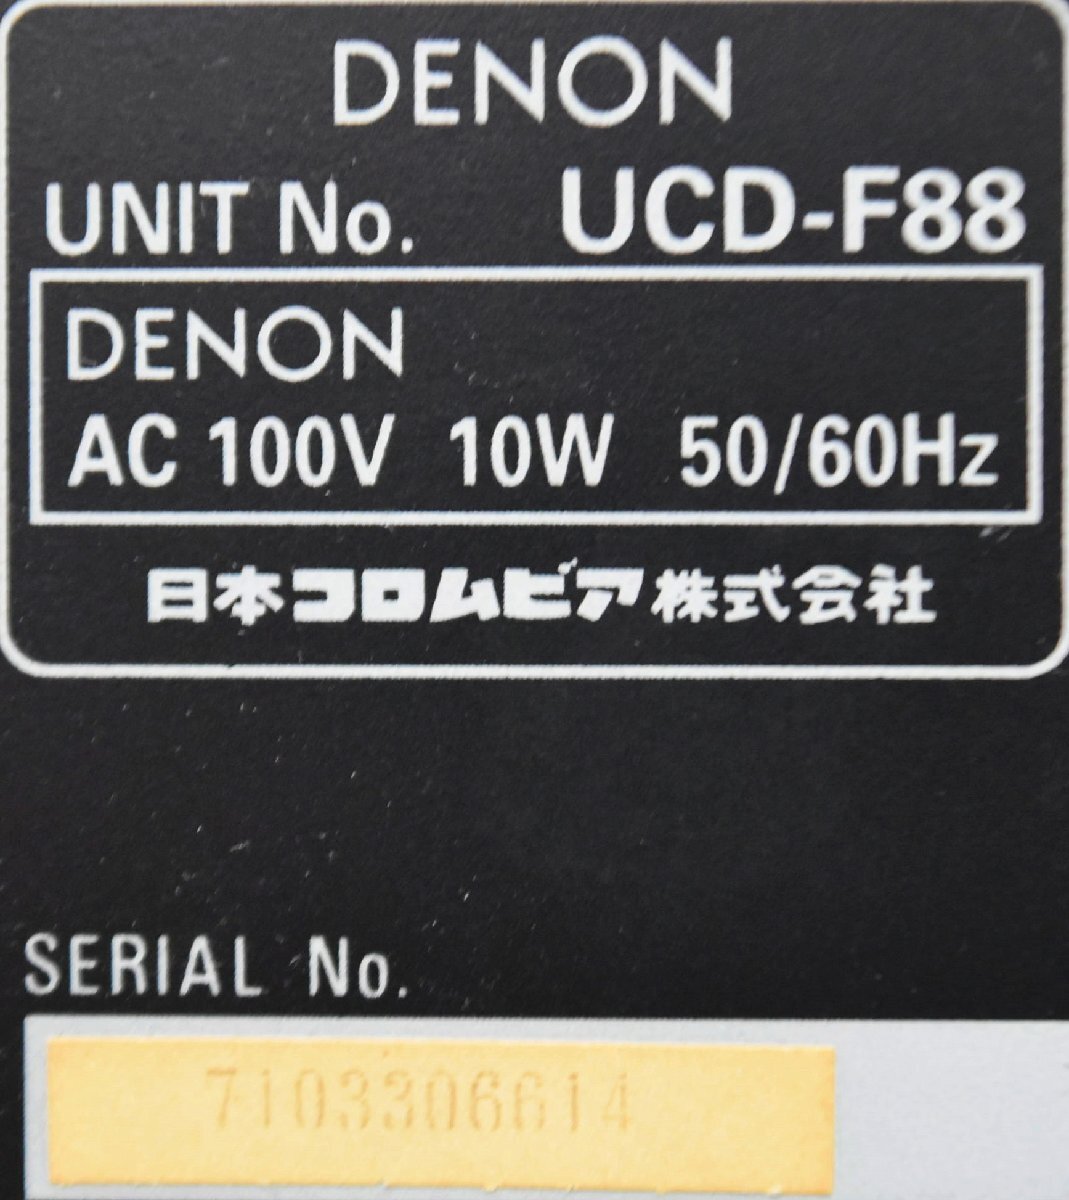 DENON
UNIT No. UCD-F88
DENON
AC 100V 10W 50/60Hz
日本コロムビア株式会社
SERIAL No.
7103306614